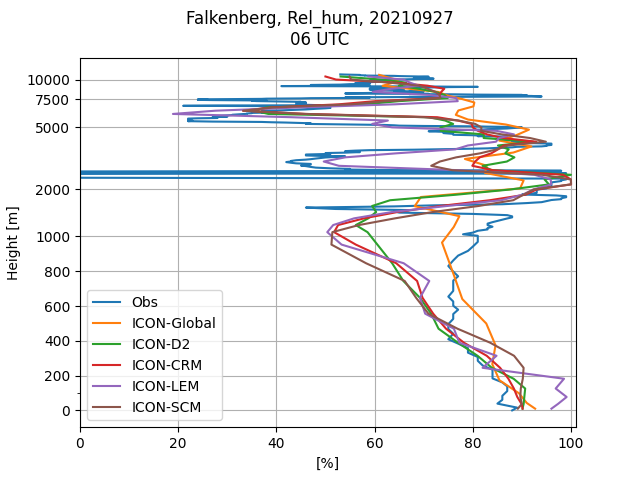 Falkenberg, Rel_hum, 20210927
06 UTC
Height [m]
10000
7500
5000
2000
1000
800
600
400
200
0
Obs
ICON-Global
ICON-D2
ICON-CRM
ICON-LEM
ICON-SCM
0 20 40 60 80 100
[%]